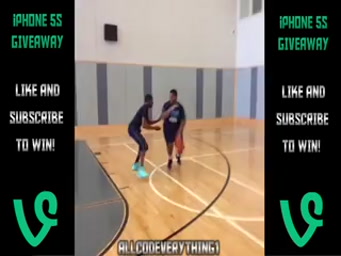 iPHONE 5S
GIVEAWAY
LIKE AND
SUBSCRIBE
TO WIN!
iPHONE 5S
GIVEAWAY
LIKE AND
SUBSCRIBE
TO WIN!
ALLCODEVERYTHING1